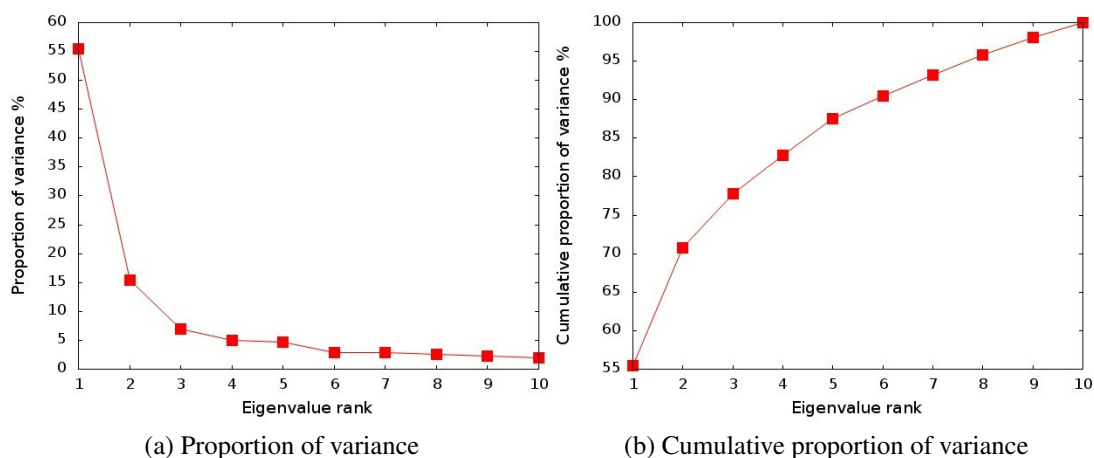 60
55
50
45
40
35
30
25
20
15
10
5
0
Proportion of variance %
1 2 3 4 5 6 7 8 9 10
Eigenvalue rank
(a) Proportion of variance
100
95
90
85
80
75
70
65
60
55
Cumulative proportion of variance %
1 2 3 4 5 6 7 8 9 10
Eigenvalue rank
(b) Cumulative proportion of variance